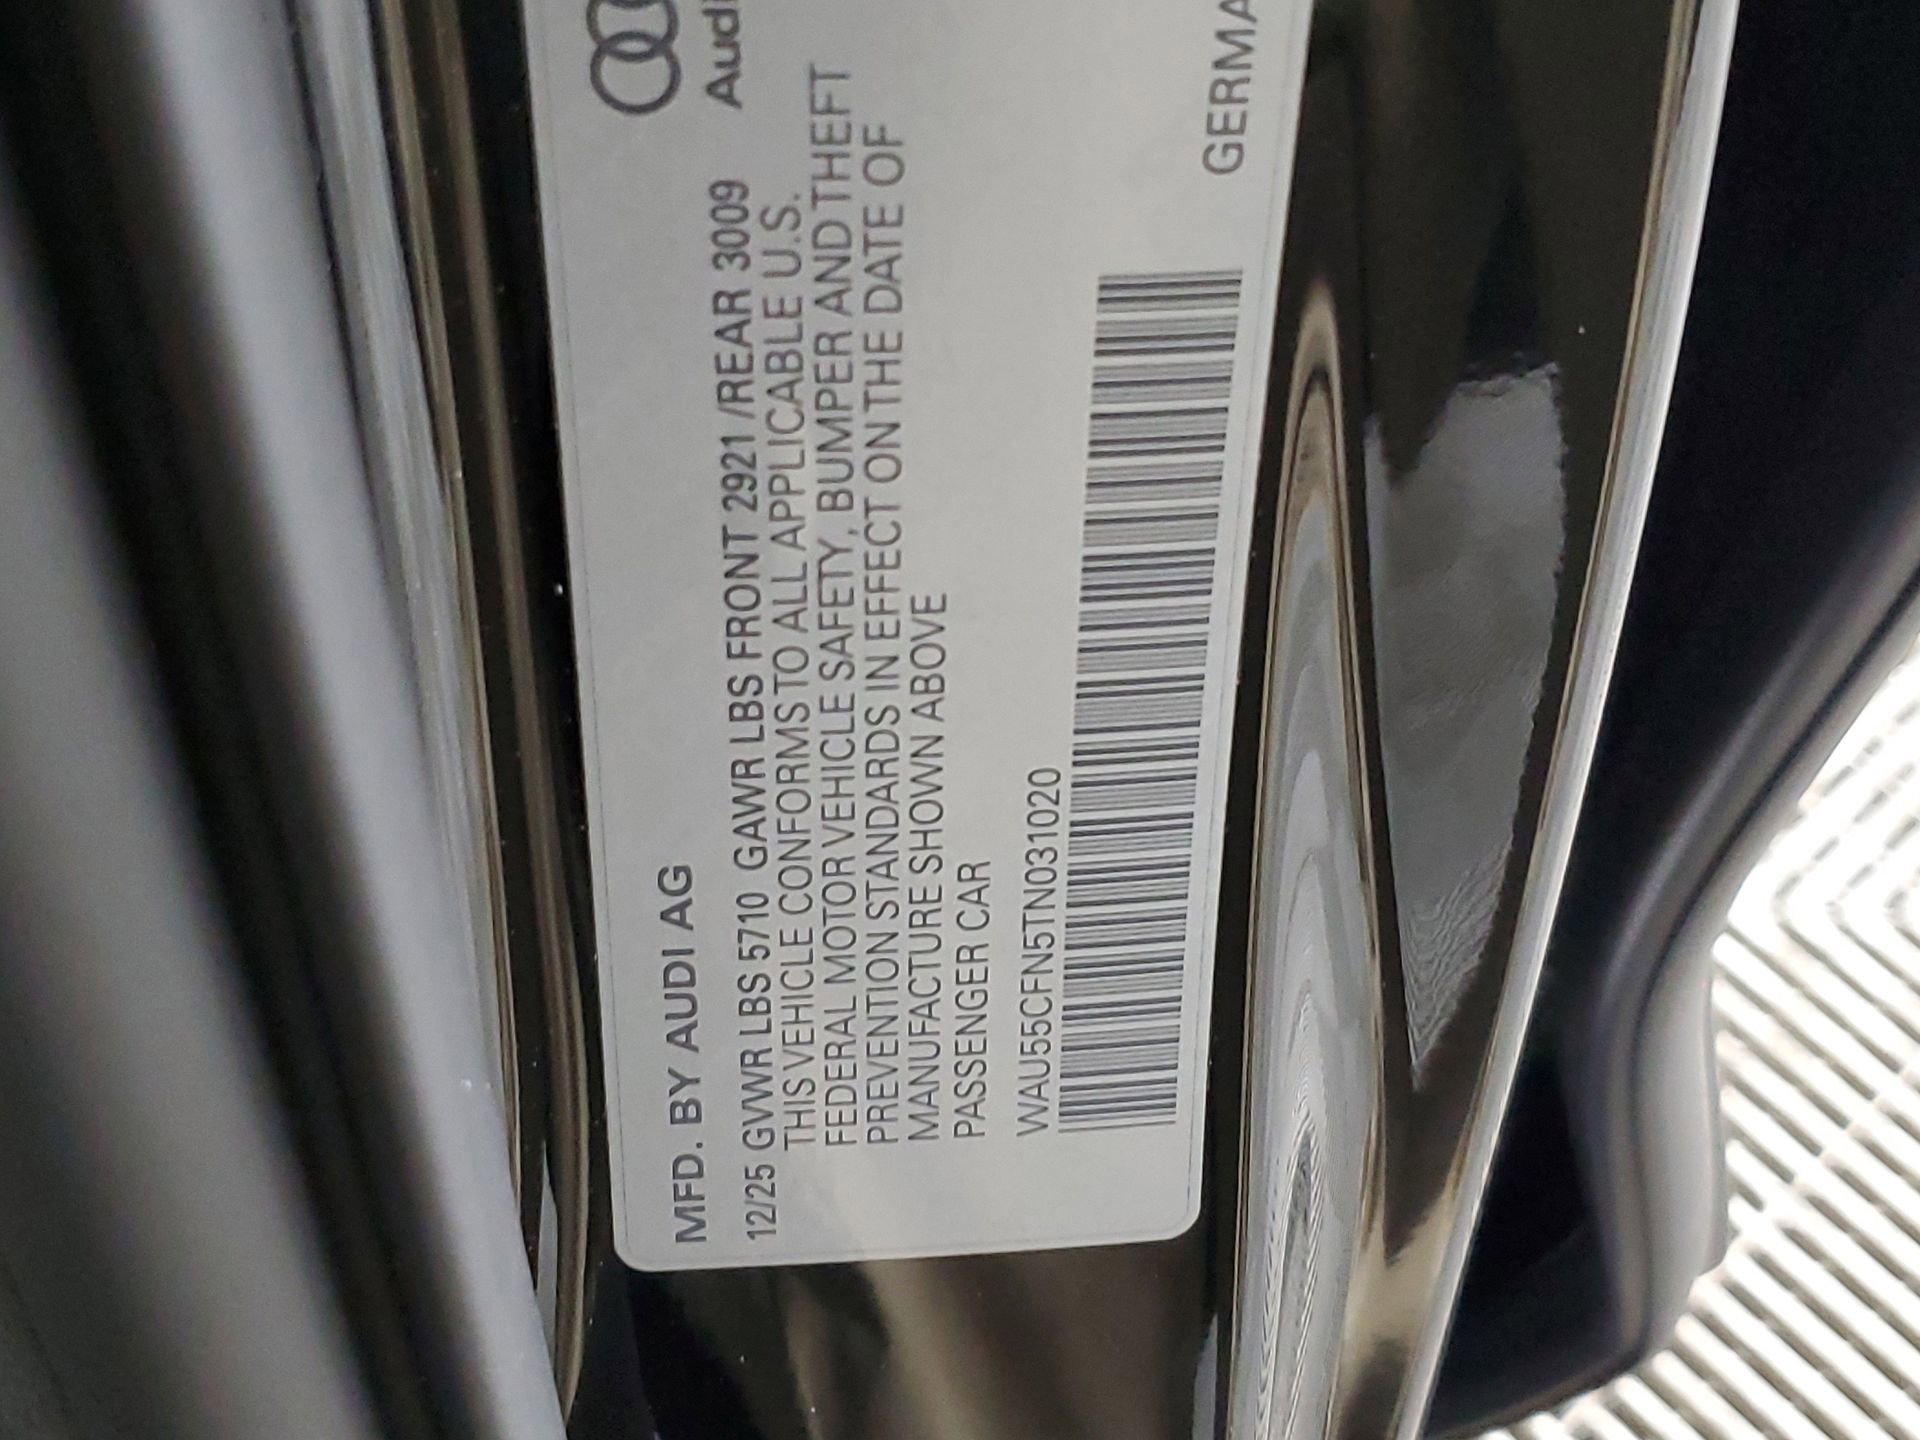 MFD. BY AUDI AG
Audi
12/25 GVWR LBS 5710 GAWR LBS FRONT 2921 /REAR 3009
THIS VEHICLE CONFORMS TO ALL APPLICABLE U.S.
FEDERAL MOTOR VEHICLE SAFETY, BUMPER AND THEFT
PREVENTION STANDARDS IN EFFECT ON THE DATE OF
MANUFACTURE SHOWN ABOVE
PASSENGER CAR
WAU55CFN5TN031020
GERMA